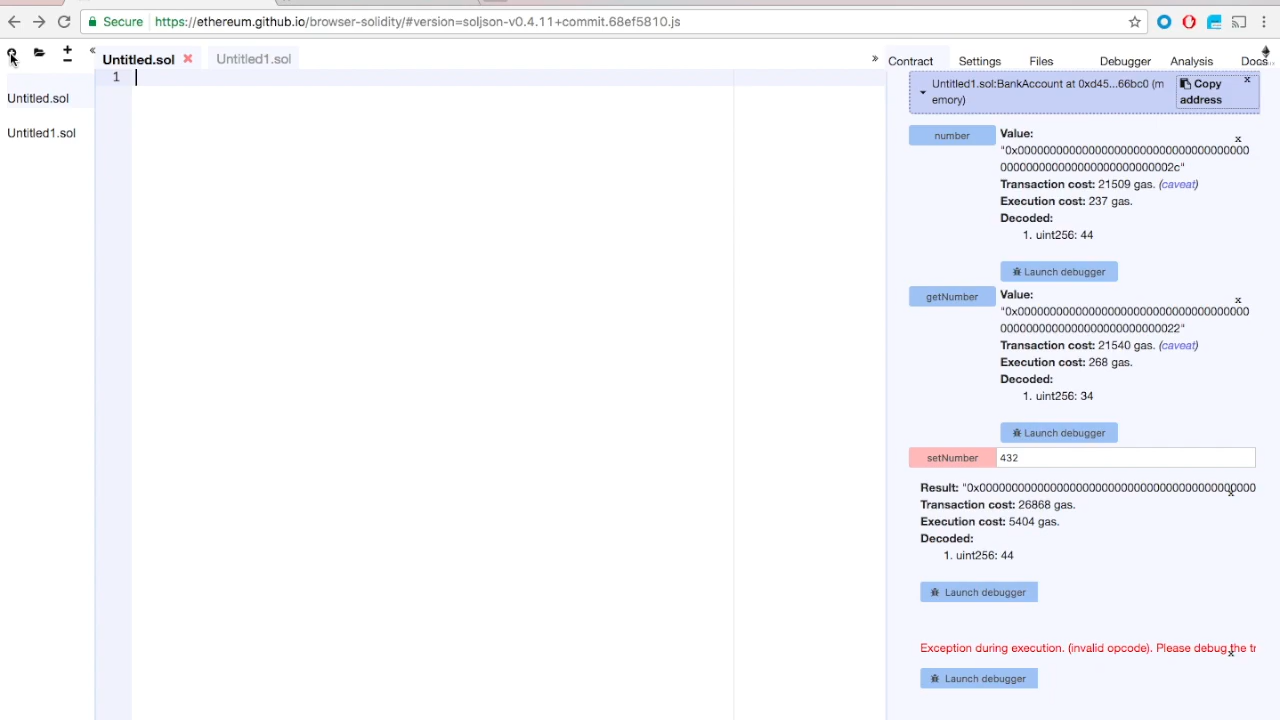 Secure
https://ethereum.github.io/browser-solidity/#version=soljson-v0.4.11+commit.68ef5810.js
Untitled.sol
Untitled1.sol
Untitled.sol
Untitled1.sol
1
Contract
Settings
Files
Debugger
Analysis
Docs
Untitled1.sol:BankAccount at 0xd45...66bc0 (m
emory)
Copy
address
x
number
Value:
x
000000000000000000000000000002c"
Transaction cost: 21509 gas. (caveat)
Execution cost: 237 gas.
Decoded:
1. uint256: 44
Launch debugger
getNumber
Value:
x
Transaction cost: 21540 gas. (caveat)
Execution cost: 268 gas.
Decoded:
1. uint256: 34
Launch debugger
setNumber
432
Result:
x
Transaction cost: 26868 gas.
Execution cost: 5404 gas.
Decoded:
1. uint256: 44
Launch debugger
Exception during execution. (invalid opcode). Please debug the tr
x
Launch debugger